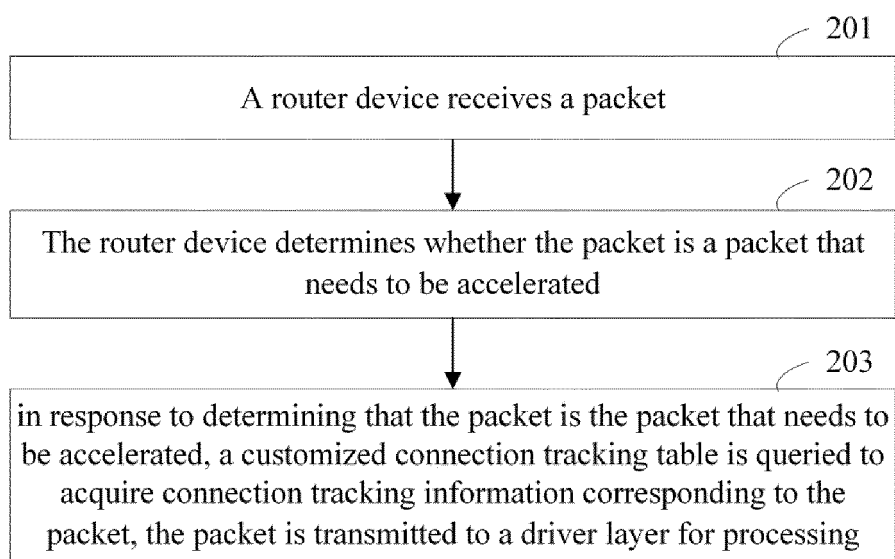 201
A router device receives a packet
202
The router device determines whether the packet is a packet that
needs to be accelerated
203
in response to determining that the packet is the packet that needs to
be accelerated, a customized connection tracking table is queried to
acquire connection tracking information corresponding to the
packet, the packet is transmitted to a driver layer for processing